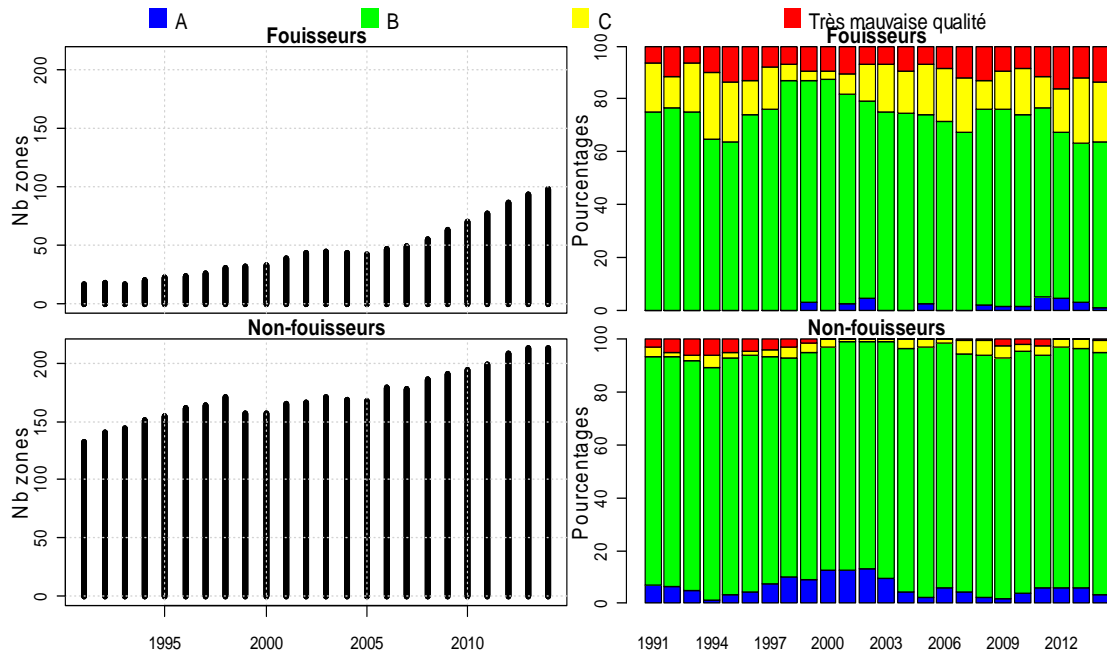 A B C Très mauvaise qualité
Fouisseurs
Nb zones
0 50 100 150 200
Fouisseurs
Pourcentages
0 20 40 60 80 100
Non-fouisseurs
Nb zones
0 50 100 150 200
1995 2000 2005 2010
Non-fouisseurs
Pourcentages
0 20 40 60 80 100
1991 1994 1997 2000 2003 2006 2009 2012